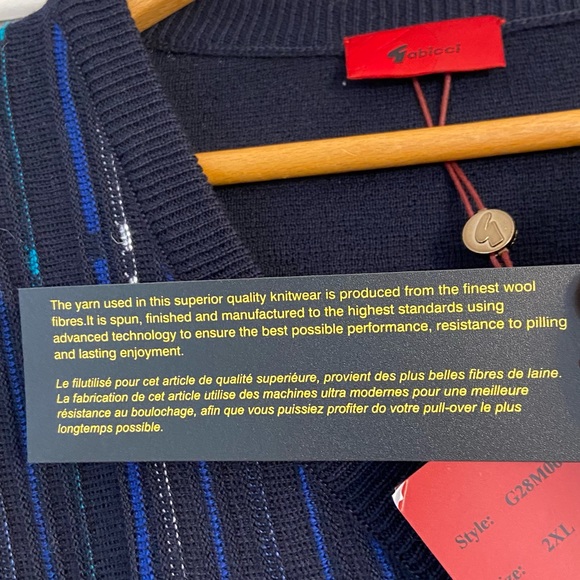 Gabicci
The yarn used in this superior quality knitwear is produced from the finest wool
fibres.It is spun, finished and manufactured to the highest standards using
advanced technology to ensure the best possible performance, resistance to pilling
and lasting enjoyment.
Le filutilisé pour cet article de qualité superiéure, provient des plus belles fibres de laine.
La fabrication de cet article utilise des machines ultra modernes pour une meilleure
résistance au boulochage, afin que vous puissiez profiter do votre pull-over le plus
longtemps possible.
Style:
2XL